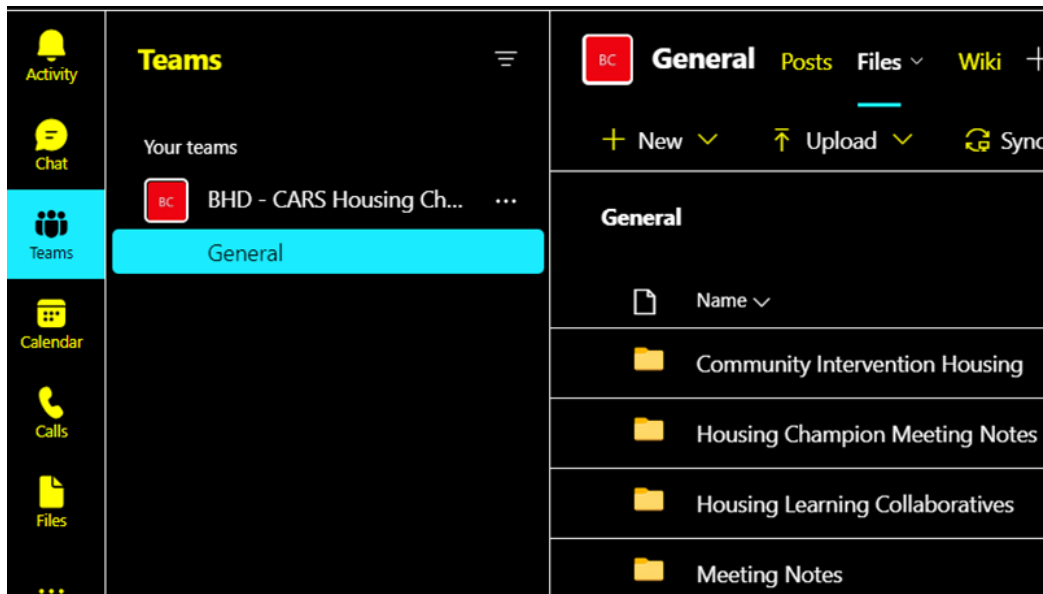 Activity
Chat
Teams
Calendar
Calls
Files
Teams
Your teams
BC BHD - CARS Housing Ch...
General
BC General Posts Files Wiki
New Upload Sync
General
Name
Community Intervention Housing
Housing Champion Meeting Notes
Housing Learning Collaboratives
Meeting Notes